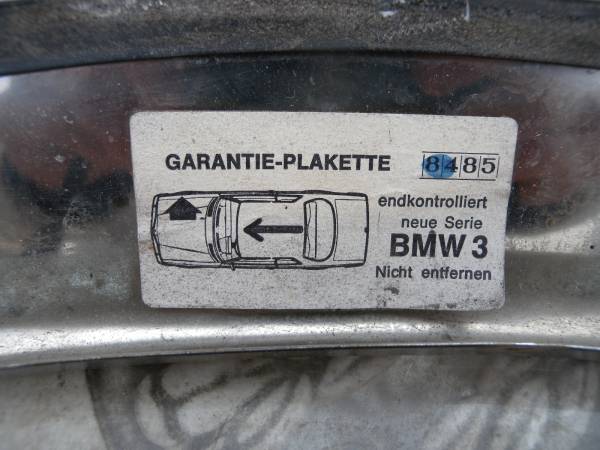 GARANTIE-PLAKETTE 8485
endkontrolliert
neue Serie
BMW 3
Nicht entfernen